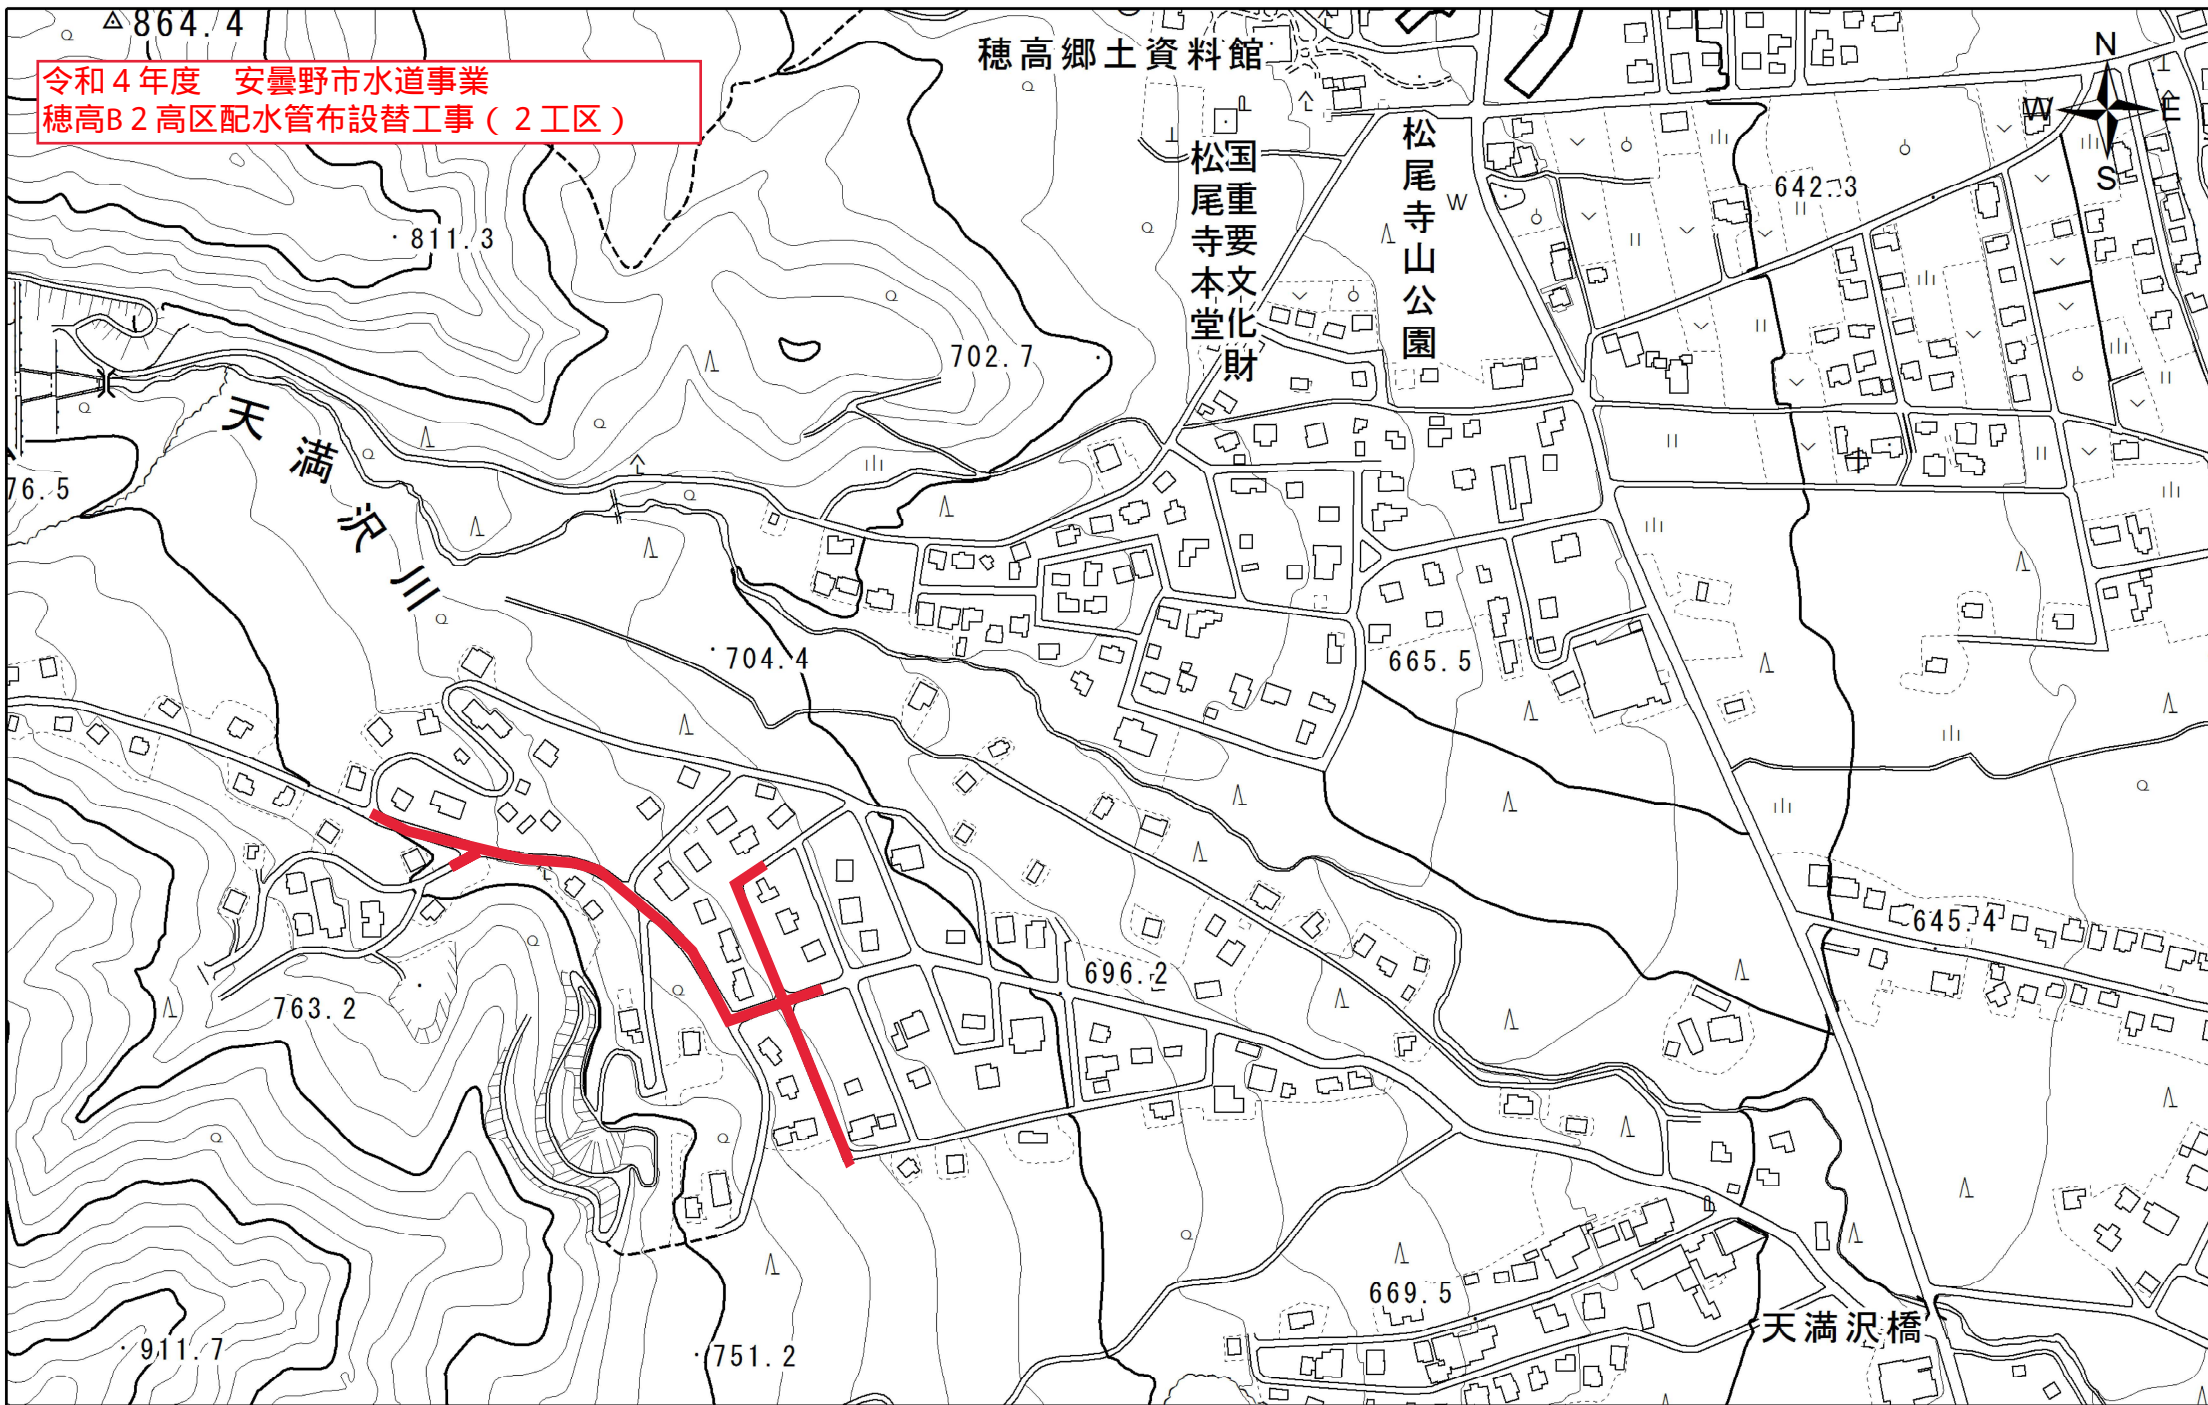 864.4
令和４年度　安曇野市水道事業
穂高B２高区配水管布設替工事（２工区）
穂高郷土資料館
N
W
E
S
国重要文化財
松尾寺本堂
松尾寺山公園
642.3
811.3
702.7
天満沢川
76.5
704.4
665.5
645.4
696.2
763.2
669.5
天満沢橋
911.7
751.2